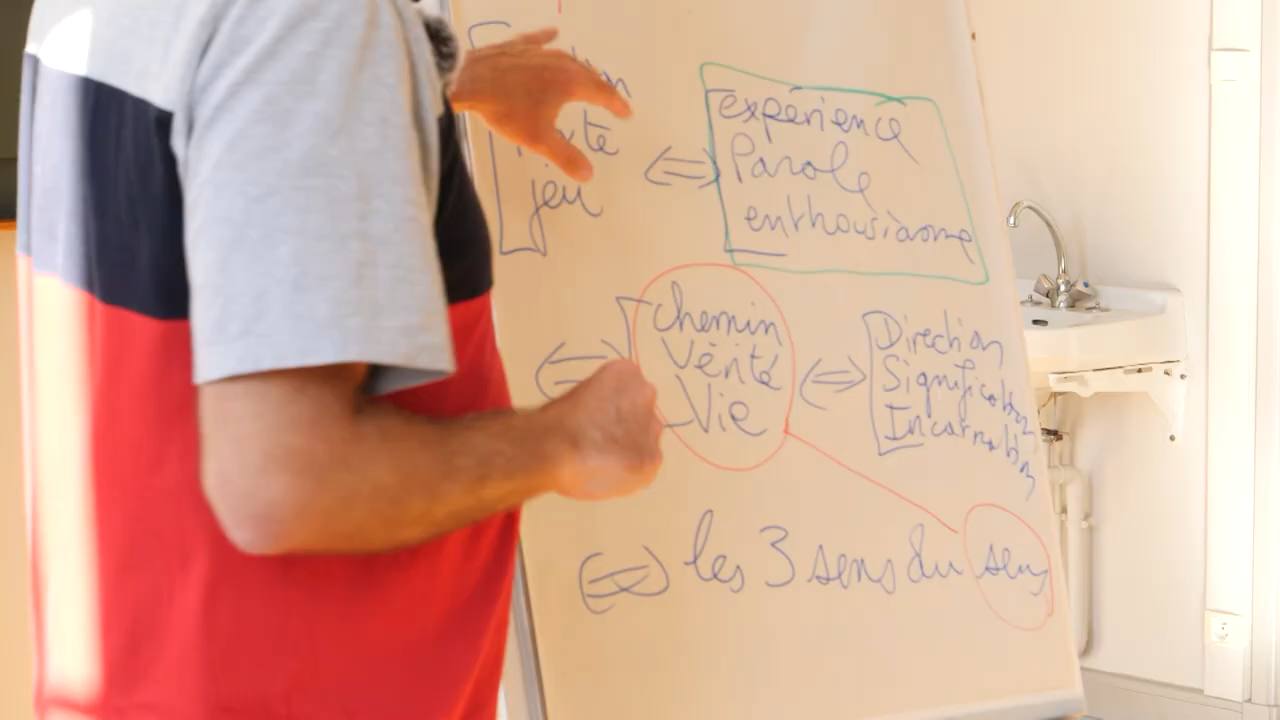 jeu
expérience
Parole
enthousiasme
chemin
Vérité
Vie
Direction
Signification
Incarnation
les 3 sens du sens